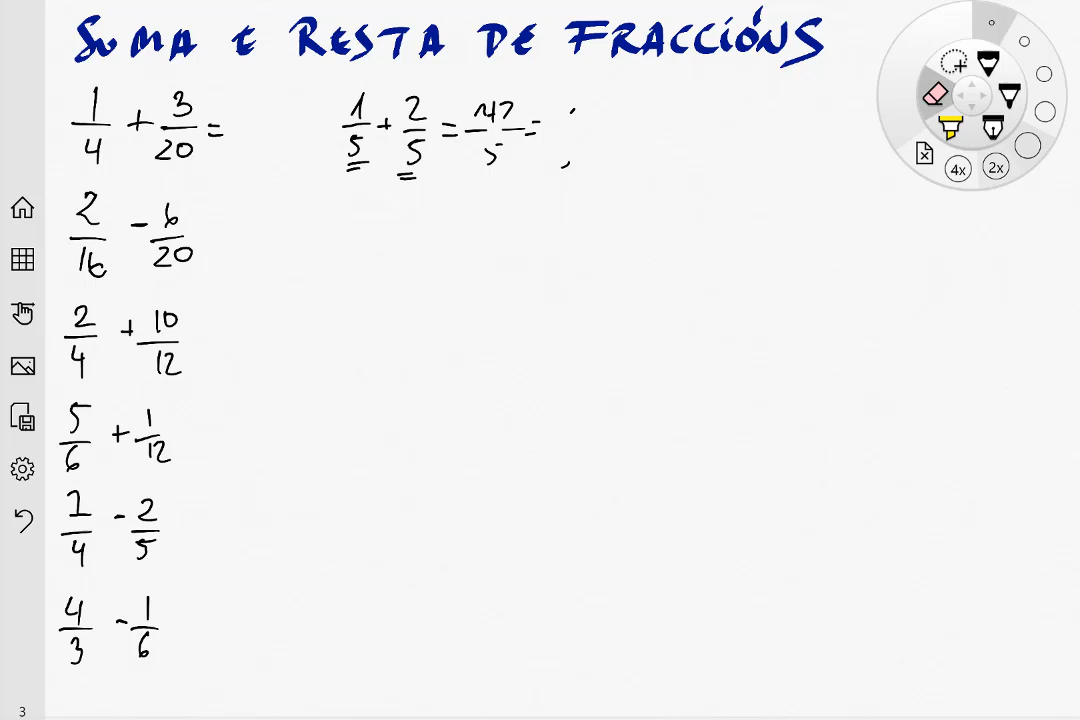 SUMA E RESTA DE FRACCIÓNS
1/4 + 3/20 =
1/5 + 2/5 = /5 =
2/16 - 6/20
2/4 + 10/12
5/6 + 1/12
1/4 - 2/5
4/3 - 1/6
4x
2x
3